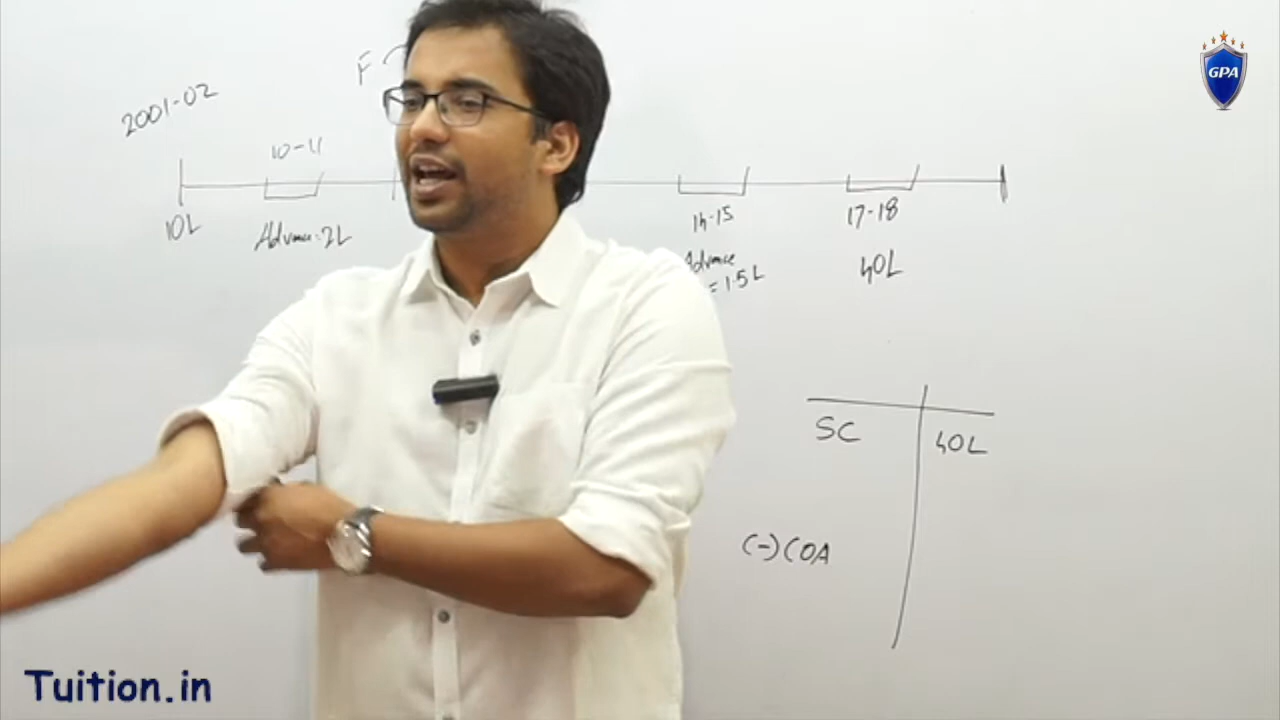 GPA
F
2001-02
10-11
10L
Advance = 2L
14-15
Advance
= 1.5L
17-18
40L
SC
40L
(-) COA
Tuition.in